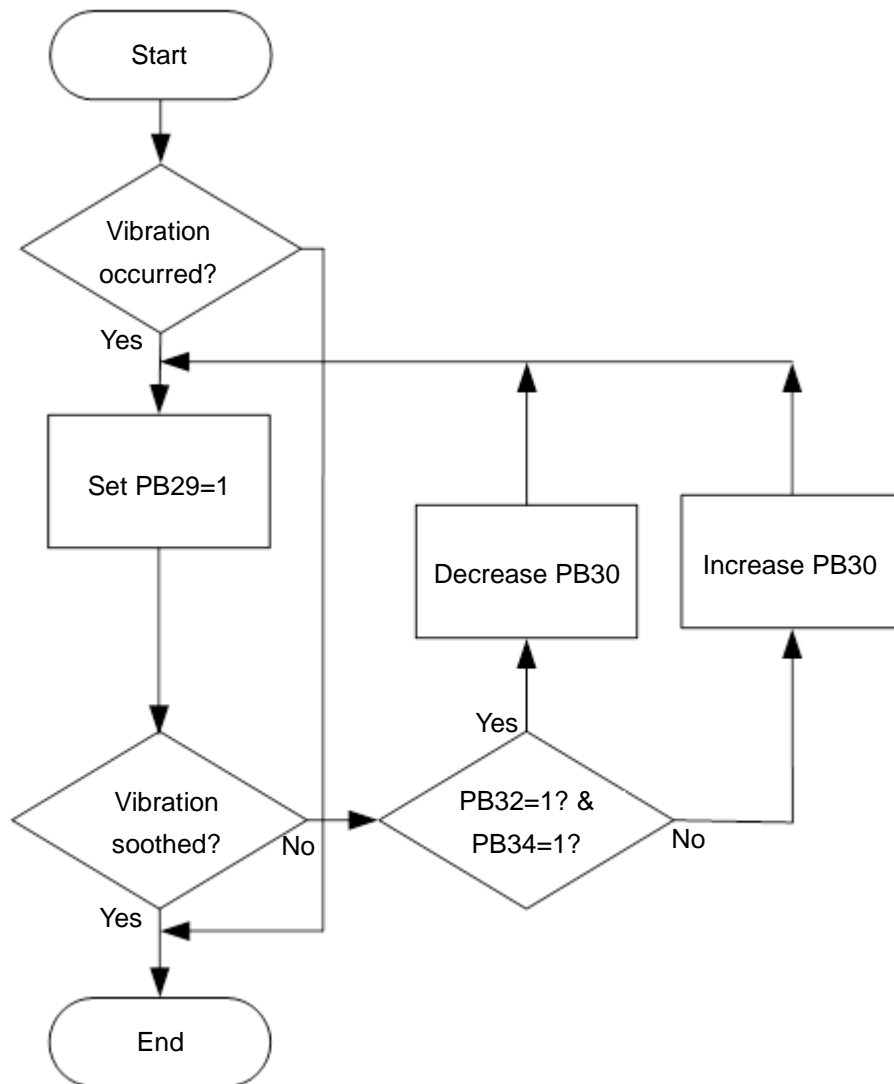 Start
Vibration
occurred?
Yes
Set PB29=1
Decrease PB30
Increase PB30
Yes
Vibration
soothed?
No
PB32=1? &
PB34=1?
No
Yes
End